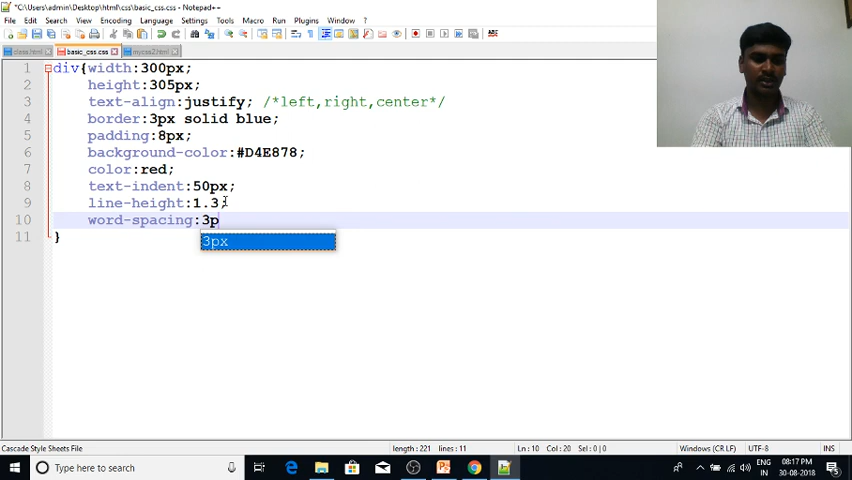 *C:\Users\admin\Desktop\html\css\basic_css.css - Notepad++
File Edit Search View Encoding Language Settings Tools Macro Run Plugins Window ?
class.html basic_css.css mycss2.html
1 div{width:300px;
2 height:305px;
3 text-align:justify; /*left,right,center*/
4 border:3px solid blue;
5 padding:8px;
6 background-color:#D4E878;
7 color:red;
8 text-indent:50px;
9 line-height:1.3;
10 word-spacing:3p
3px
11 }
Cascade Style Sheets File length : 221 lines : 11 Ln : 10 Col : 20 Sel : 0 | 0 Windows (CR LF) UTF-8 INS
Type here to search
ENG 08:17 PM
IN 30-08-2018